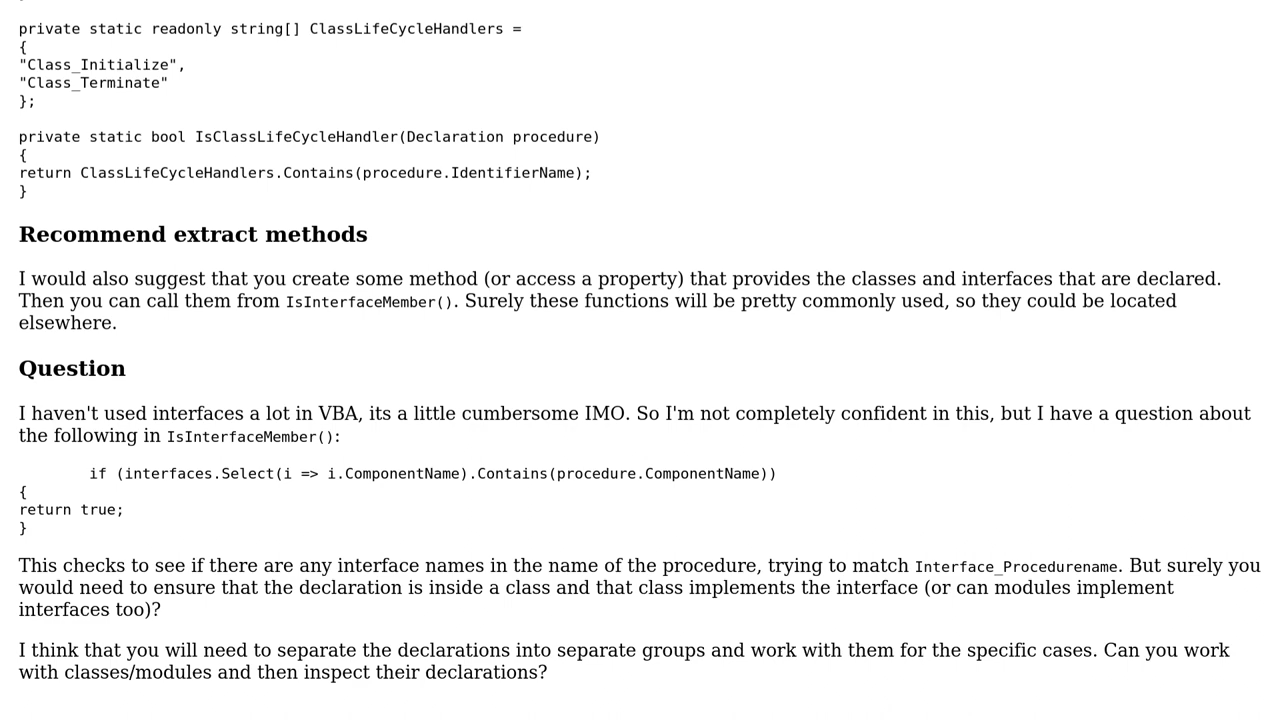 private static readonly string[] ClassLifeCycleHandlers =
{
"Class_Initialize",
"Class_Terminate"
};
private static bool IsClassLifeCycleHandler(Declaration procedure)
{
return ClassLifeCycleHandlers.Contains(procedure.IdentifierName);
}
Recommend extract methods
I would also suggest that you create some method (or access a property) that provides the classes and interfaces that are declared.
Then you can call them from IsInterfaceMember(). Surely these functions will be pretty commonly used, so they could be located
elsewhere.
Question
I haven't used interfaces a lot in VBA, its a little cumbersome IMO. So I'm not completely confident in this, but I have a question about
the following in IsInterfaceMember():
if (interfaces.Select(i => i.ComponentName).Contains(procedure.ComponentName))
{
return true;
}
This checks to see if there are any interface names in the name of the procedure, trying to match Interface_Procedurename. But surely you
would need to ensure that the declaration is inside a class and that class implements the interface (or can modules implement
interfaces too)?
I think that you will need to separate the declarations into separate groups and work with them for the specific cases. Can you work
with classes/modules and then inspect their declarations?